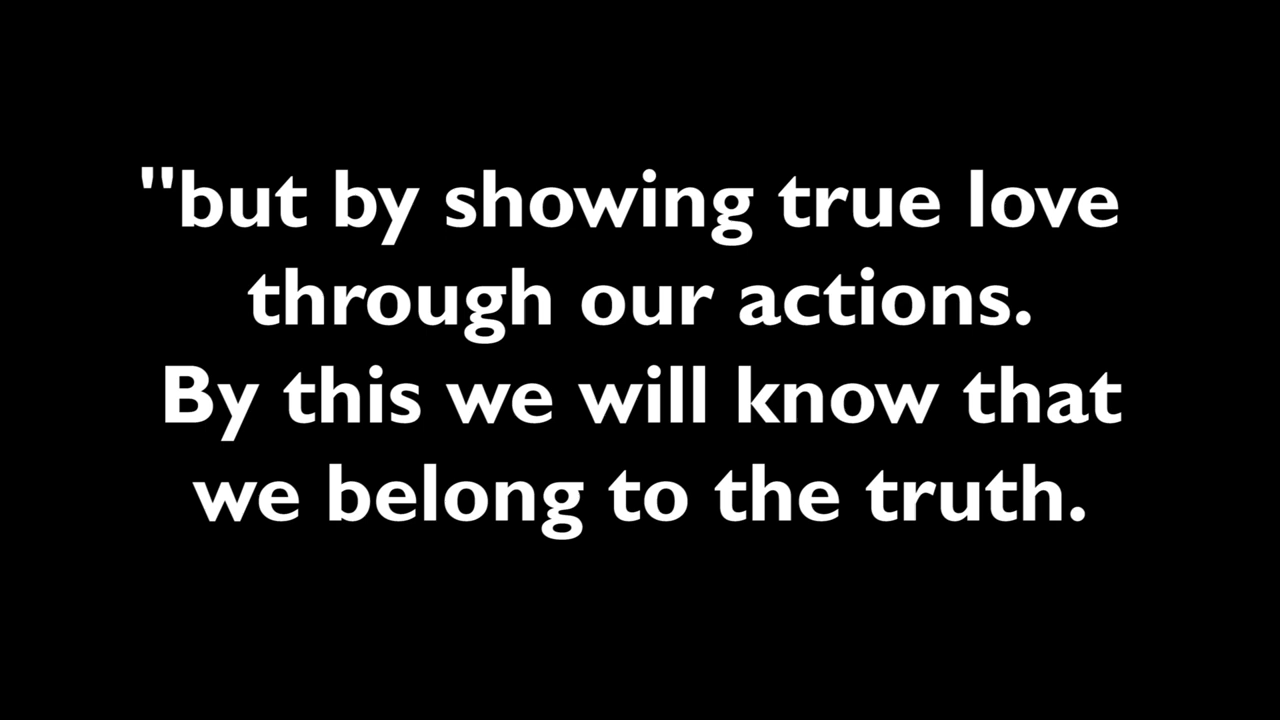 "but by showing true love
through our actions.
By this we will know that
we belong to the truth.